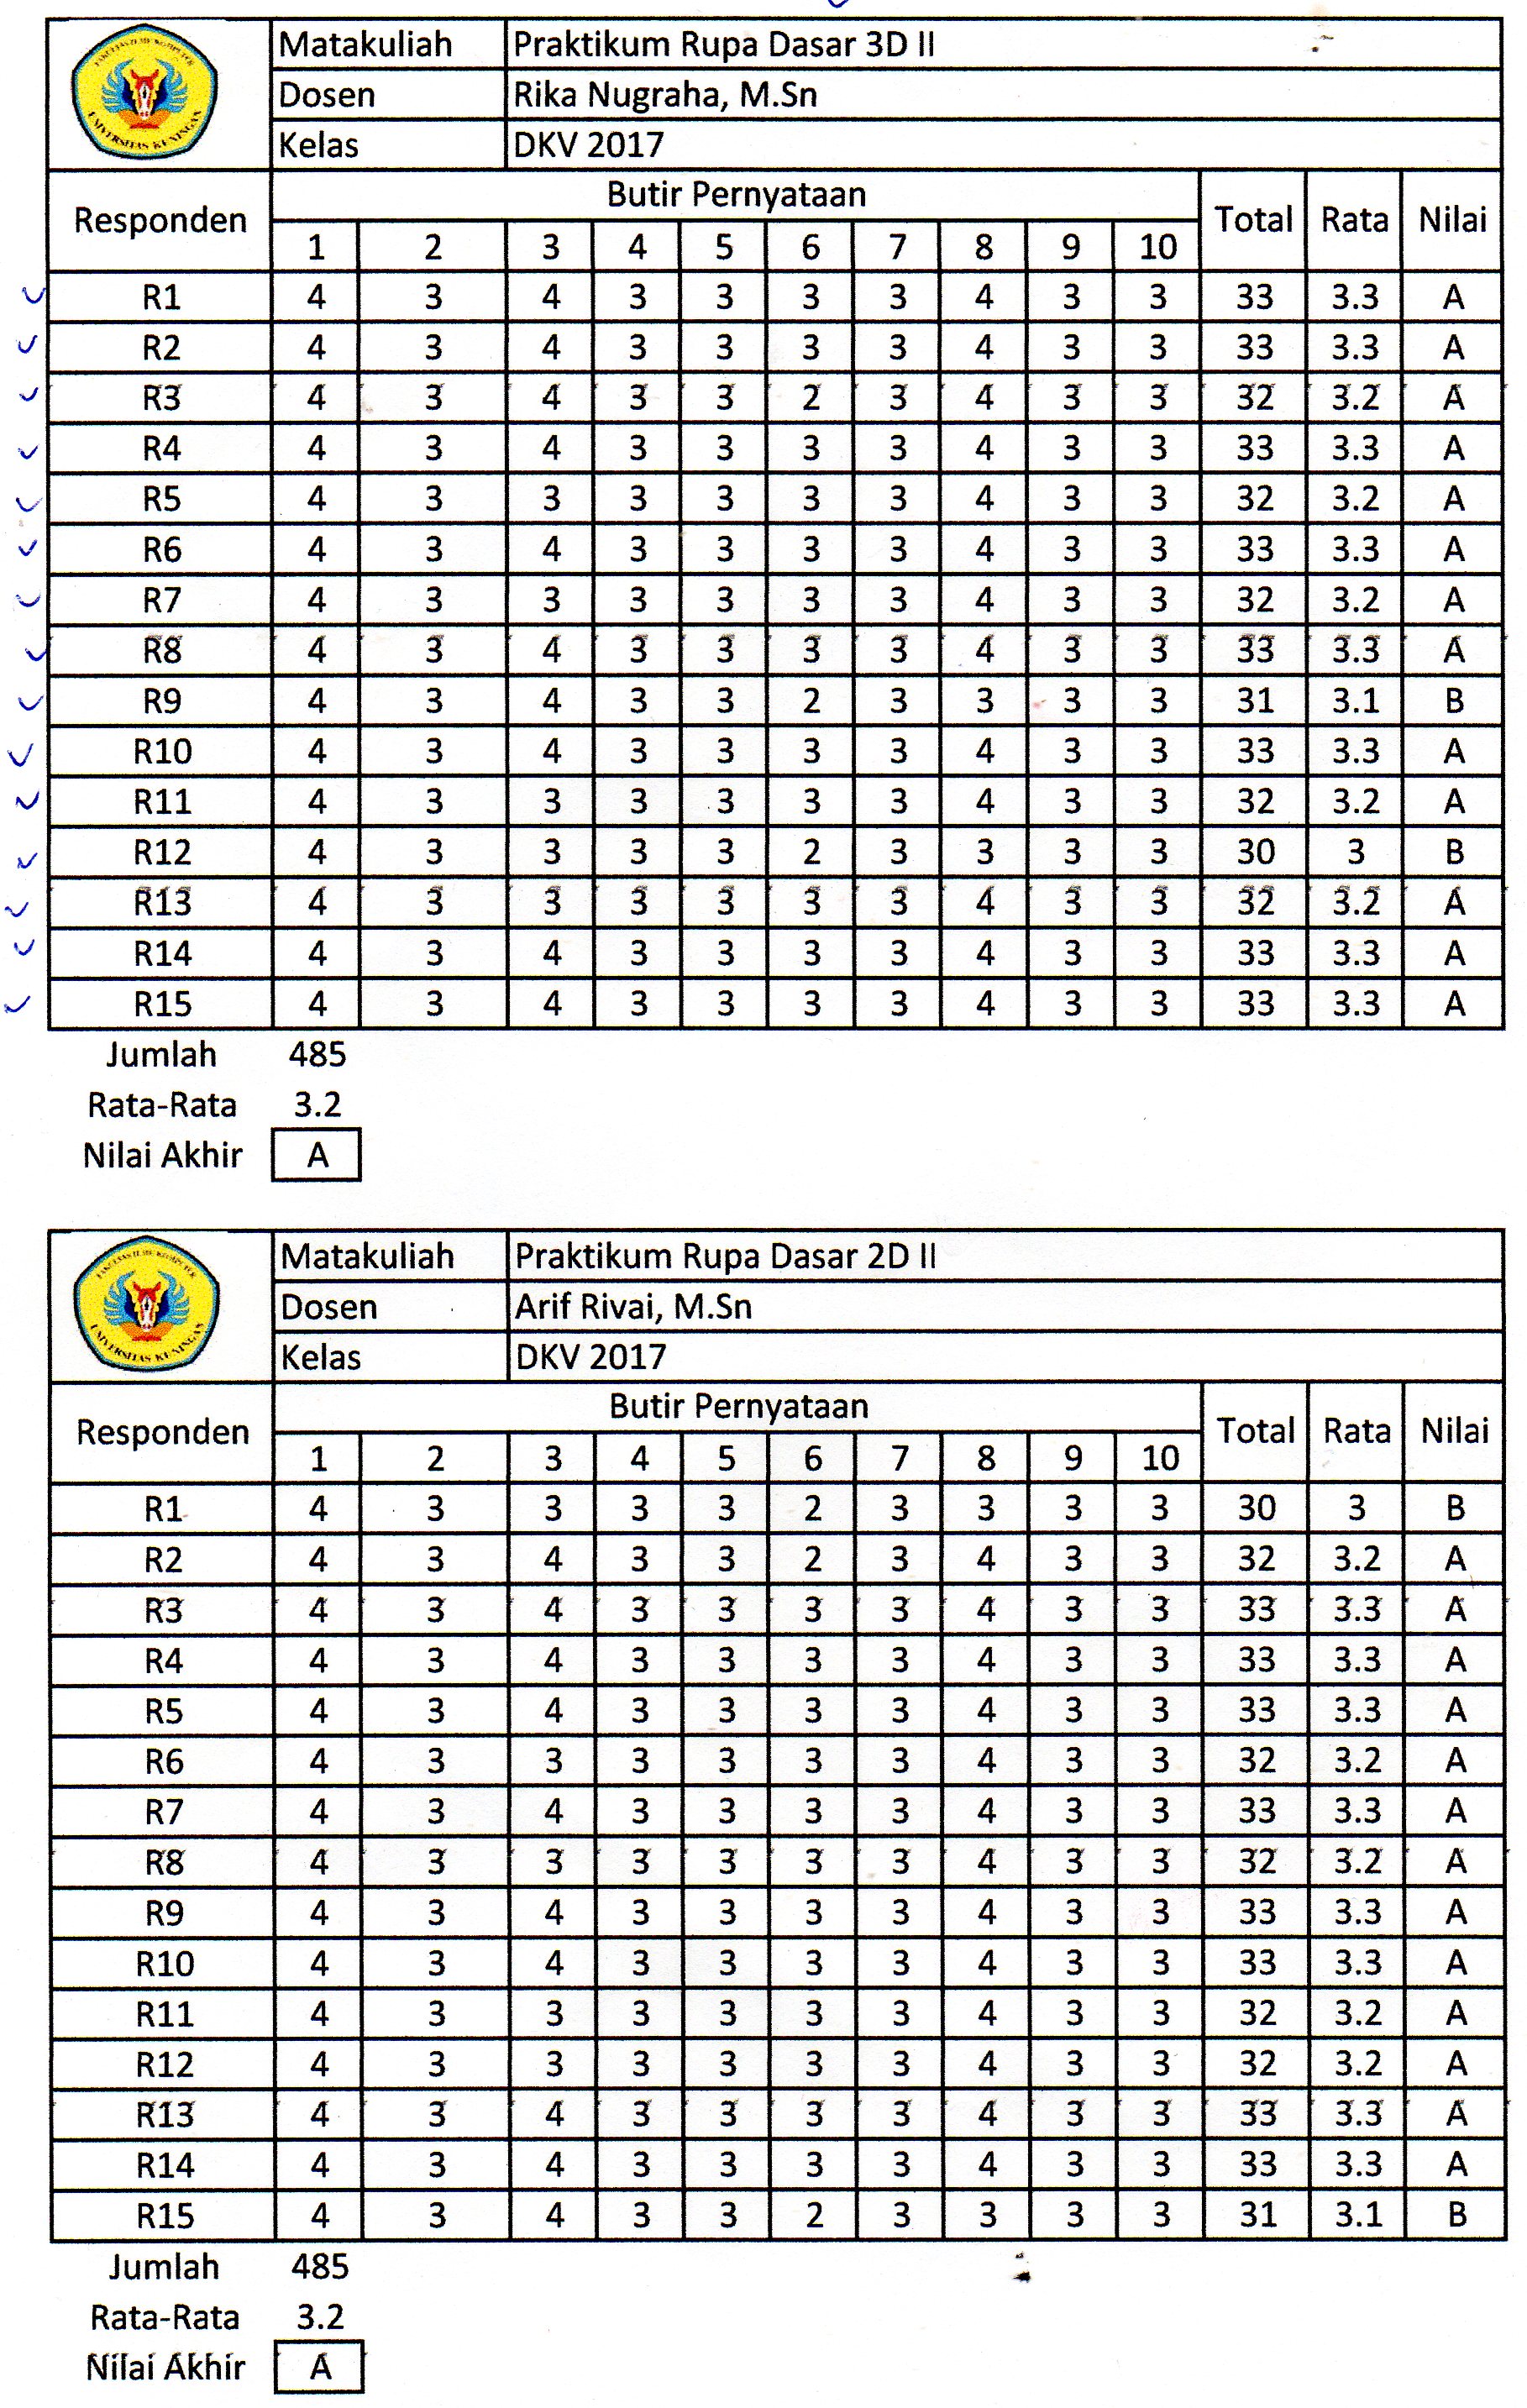 FAKULTAS ILMU KOMPUTER
UNIVERSITAS KUNINGAN
Matakuliah Praktikum Rupa Dasar 3D II
Dosen Rika Nugraha, M.Sn
Kelas DKV 2017
Responden Butir Pernyataan Total Rata Nilai
1 2 3 4 5 6 7 8 9 10
R1 4 3 4 3 3 3 3 4 3 3 33 3.3 A
R2 4 3 4 3 3 3 3 4 3 3 33 3.3 A
R3 4 3 4 3 3 2 3 4 3 3 32 3.2 A
R4 4 3 4 3 3 3 3 4 3 3 33 3.3 A
R5 4 3 3 3 3 3 3 4 3 3 32 3.2 A
R6 4 3 4 3 3 3 3 4 3 3 33 3.3 A
R7 4 3 3 3 3 3 3 4 3 3 32 3.2 A
R8 4 3 4 3 3 3 3 4 3 3 33 3.3 A
R9 4 3 4 3 3 2 3 3 3 3 31 3.1 B
R10 4 3 4 3 3 3 3 4 3 3 33 3.3 A
R11 4 3 3 3 3 3 3 4 3 3 32 3.2 A
R12 4 3 3 3 3 2 3 3 3 3 30 3 B
R13 4 3 3 3 3 3 3 4 3 3 32 3.2 A
R14 4 3 4 3 3 3 3 4 3 3 33 3.3 A
R15 4 3 4 3 3 3 3 4 3 3 33 3.3 A
Jumlah 485
Rata-Rata 3.2
Nilai Akhir A
FAKULTAS ILMU KOMPUTER
UNIVERSITAS KUNINGAN
Matakuliah Praktikum Rupa Dasar 2D II
Dosen Arif Rivai, M.Sn
Kelas DKV 2017
Responden Butir Pernyataan Total Rata Nilai
1 2 3 4 5 6 7 8 9 10
R1 4 3 3 3 3 2 3 3 3 3 30 3 B
R2 4 3 4 3 3 2 3 4 3 3 32 3.2 A
R3 4 3 4 3 3 3 3 4 3 3 33 3.3 A
R4 4 3 4 3 3 3 3 4 3 3 33 3.3 A
R5 4 3 4 3 3 3 3 4 3 3 33 3.3 A
R6 4 3 3 3 3 3 3 4 3 3 32 3.2 A
R7 4 3 4 3 3 3 3 4 3 3 33 3.3 A
R8 4 3 3 3 3 3 3 4 3 3 32 3.2 A
R9 4 3 4 3 3 3 3 4 3 3 33 3.3 A
R10 4 3 4 3 3 3 3 4 3 3 33 3.3 A
R11 4 3 3 3 3 3 3 4 3 3 32 3.2 A
R12 4 3 3 3 3 3 3 4 3 3 32 3.2 A
R13 4 3 4 3 3 3 3 4 3 3 33 3.3 A
R14 4 3 4 3 3 3 3 4 3 3 33 3.3 A
R15 4 3 4 3 3 2 3 3 3 3 31 3.1 B
Jumlah 485
Rata-Rata 3.2
Nilai Akhir A